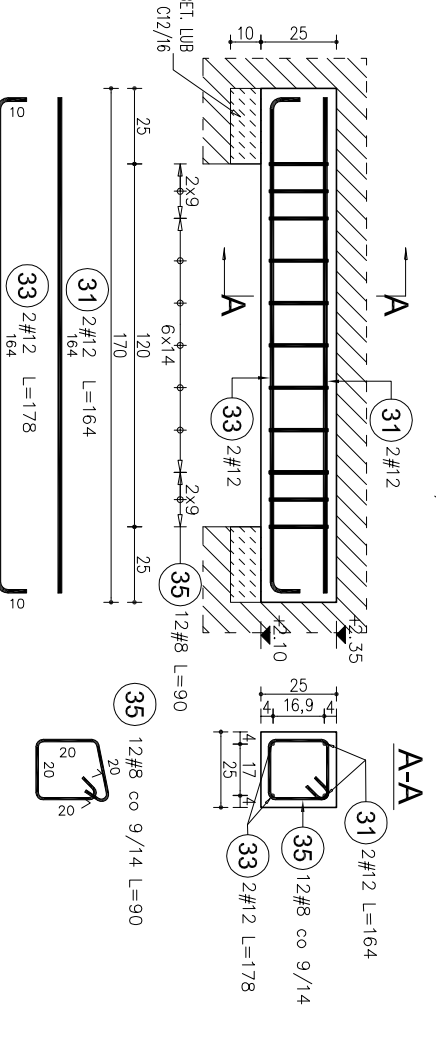 A-A
31 2#12
31 2#12 L=164
35 12#8 co 9/14
33 2#12 L=178
+2.35
+2.10
25
10
LUB
C12/16
A
A
33 2#12
25
4
16,9
4
4
17
4
25
2x9
6x14
2x9
35 12#8 L=90
25
120
25
170
31 2#12 L=164
164
33 2#12 L=178
164
10
10
35 12#8 co 9/14 L=90
20
20
20
20